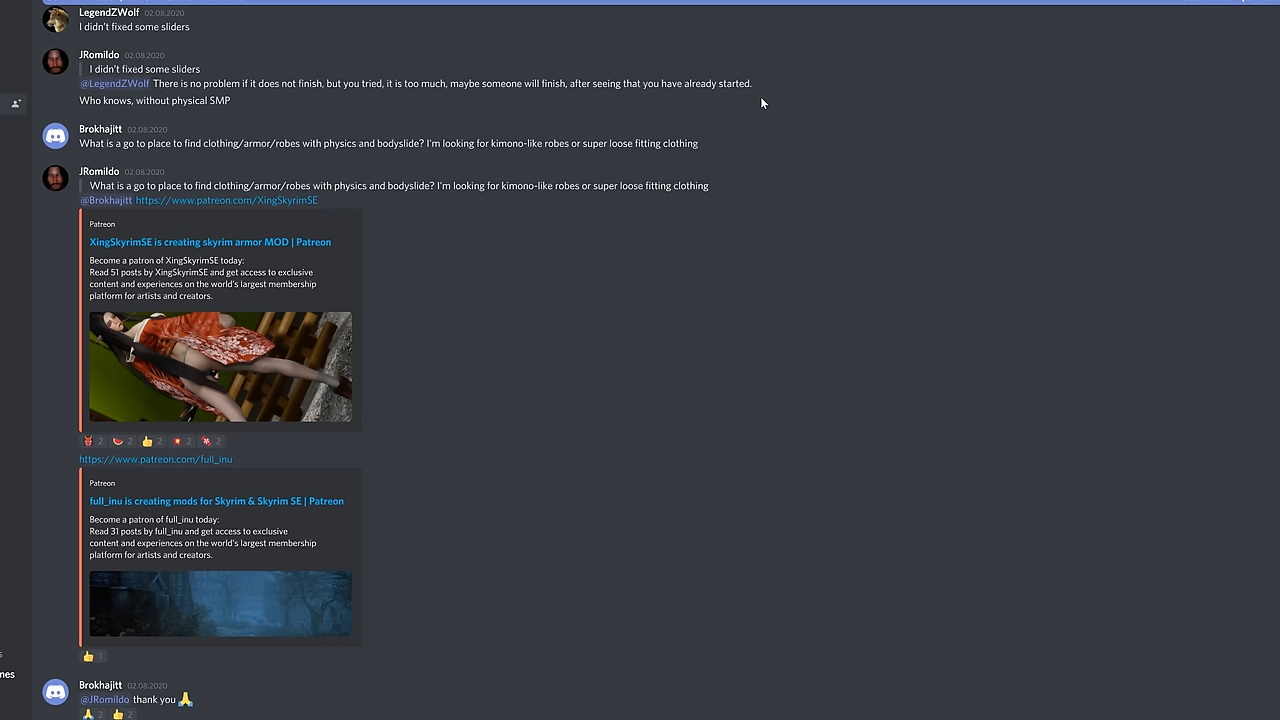 LegendZWolf 02.08.2020
I didn't fixed some sliders
JRomildo 02.08.2020
I didn't fixed some sliders
@LegendZWolf There is no problem if it does not finish, but you tried, it is too much, maybe someone will finish, after seeing that you have already started.
Who knows, without physical SMP
Brokhajitt 02.08.2020
What is a go to place to find clothing/armor/robes with physics and bodyslide? I'm looking for kimono-like robes or super loose fitting clothing
JRomildo 02.08.2020
What is a go to place to find clothing/armor/robes with physics and bodyslide? I'm looking for kimono-like robes or super loose fitting clothing
@Brokhajitt https://www.patreon.com/XingSkyrimSE
Patreon
XingSkyrimSE is creating skyrim armor MOD | Patreon
Become a patron of XingSkyrimSE today:
Read 51 posts by XingSkyrimSE and get access to exclusive
content and experiences on the world's largest membership
platform for artists and creators.
2 2 2 2 2
https://www.patreon.com/full_inu
Patreon
full_inu is creating mods for Skyrim & Skyrim SE | Patreon
Become a patron of full_inu today:
Read 31 posts by full_inu and get access to exclusive
content and experiences on the world's largest membership
platform for artists and creators.
1
s
nes
Brokhajitt 02.08.2020
@JRomildo thank you 🙏
2 2